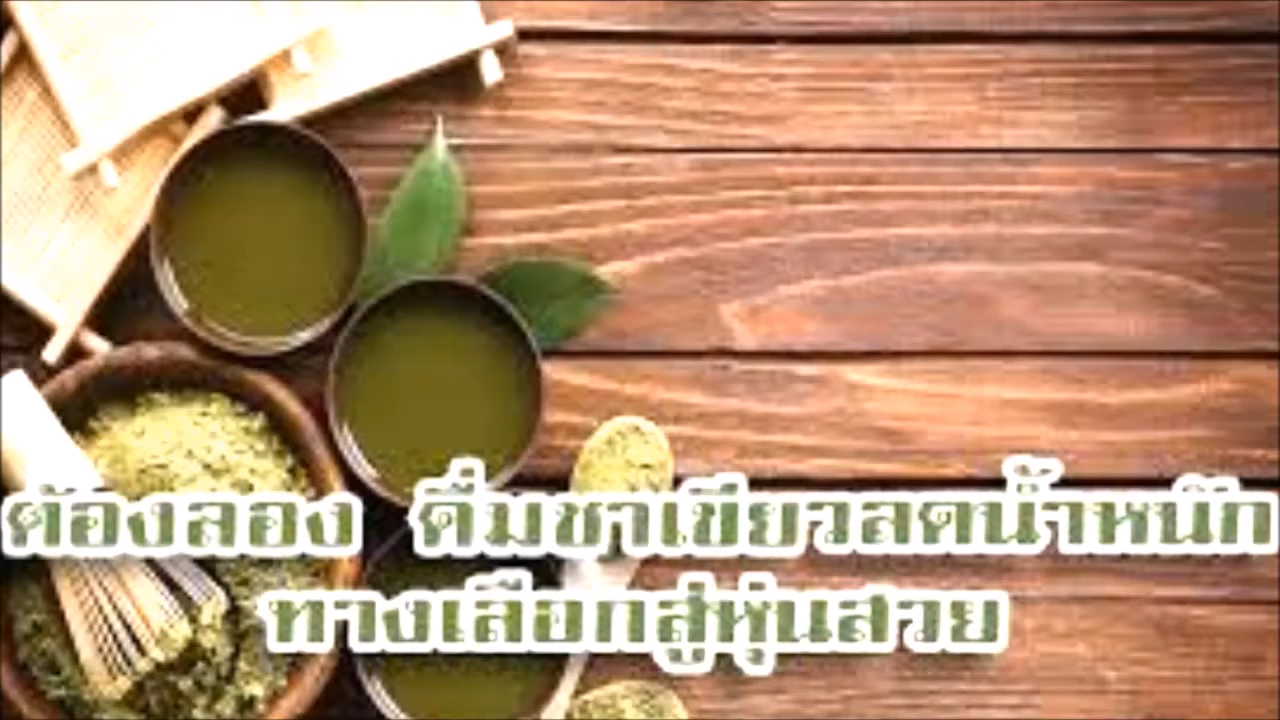 ต้องลอง ดื่มชาเขียวลดน้ำหนัก
ทางเลือกสู่หุ่นสวย